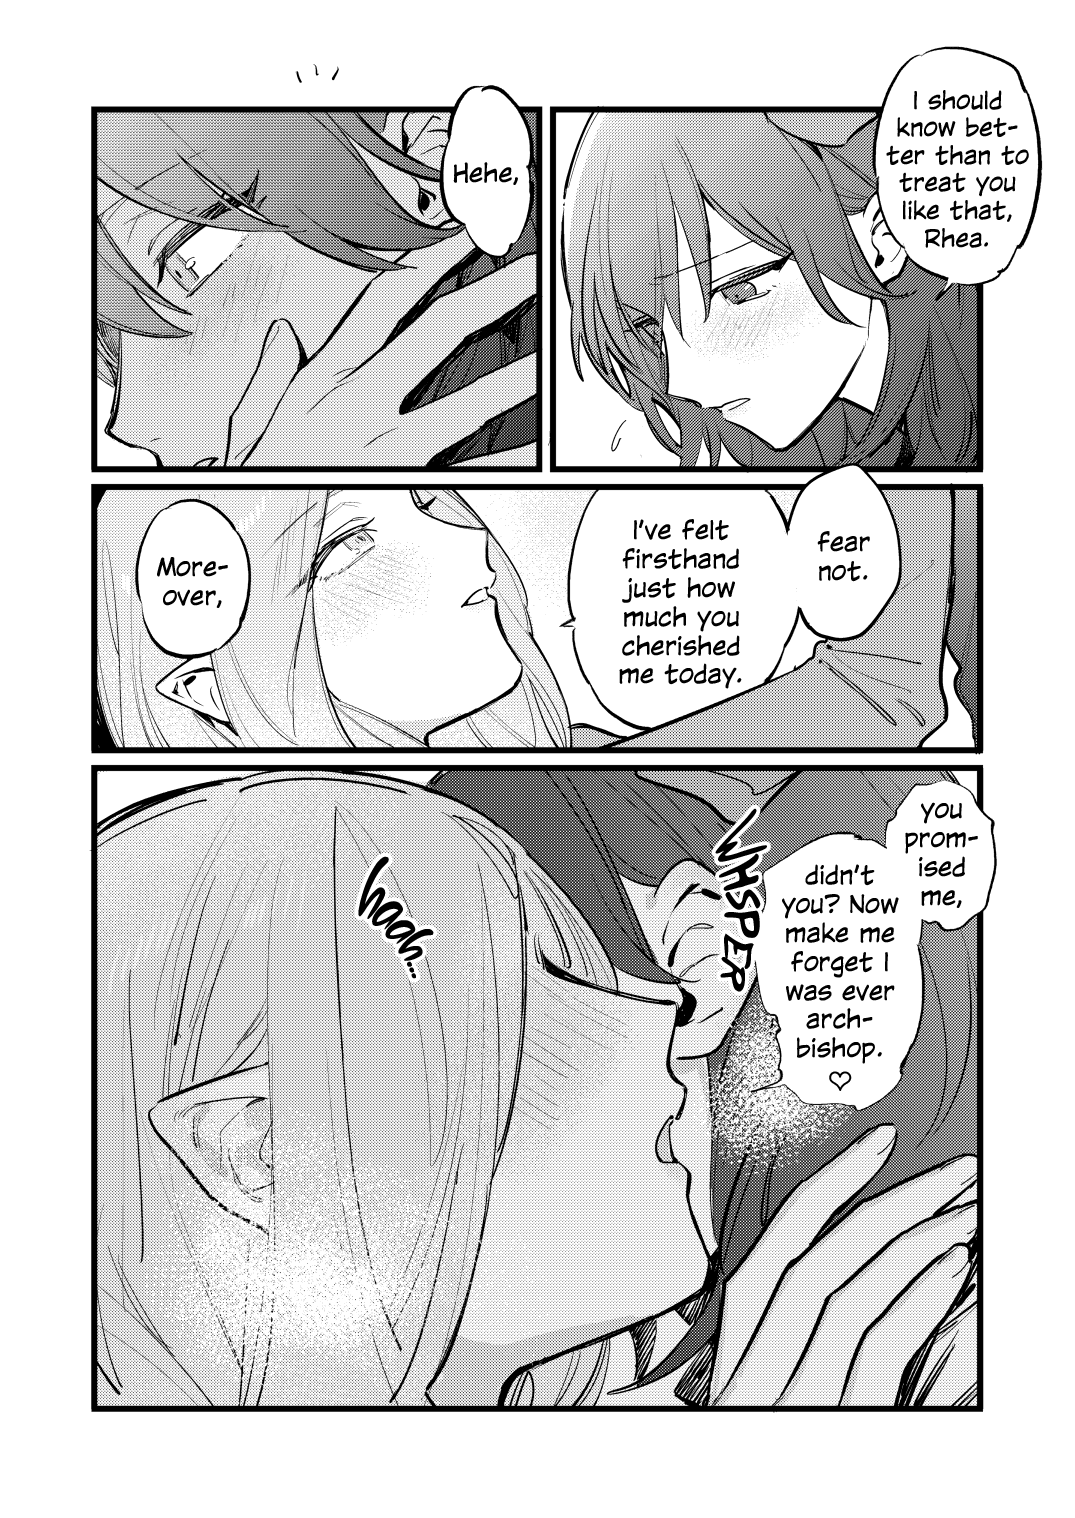 I should
know bet-
ter than to
treat you
like that,
Rhea.
Hehe,
fear
not.
I've felt
firsthand
just how
much you
cherished
me today.
More-
over,
you
prom-
ised
me,
didn't
you? Now
make me
forget I
was ever
arch-
bishop.
♡
WHSPER
haah...